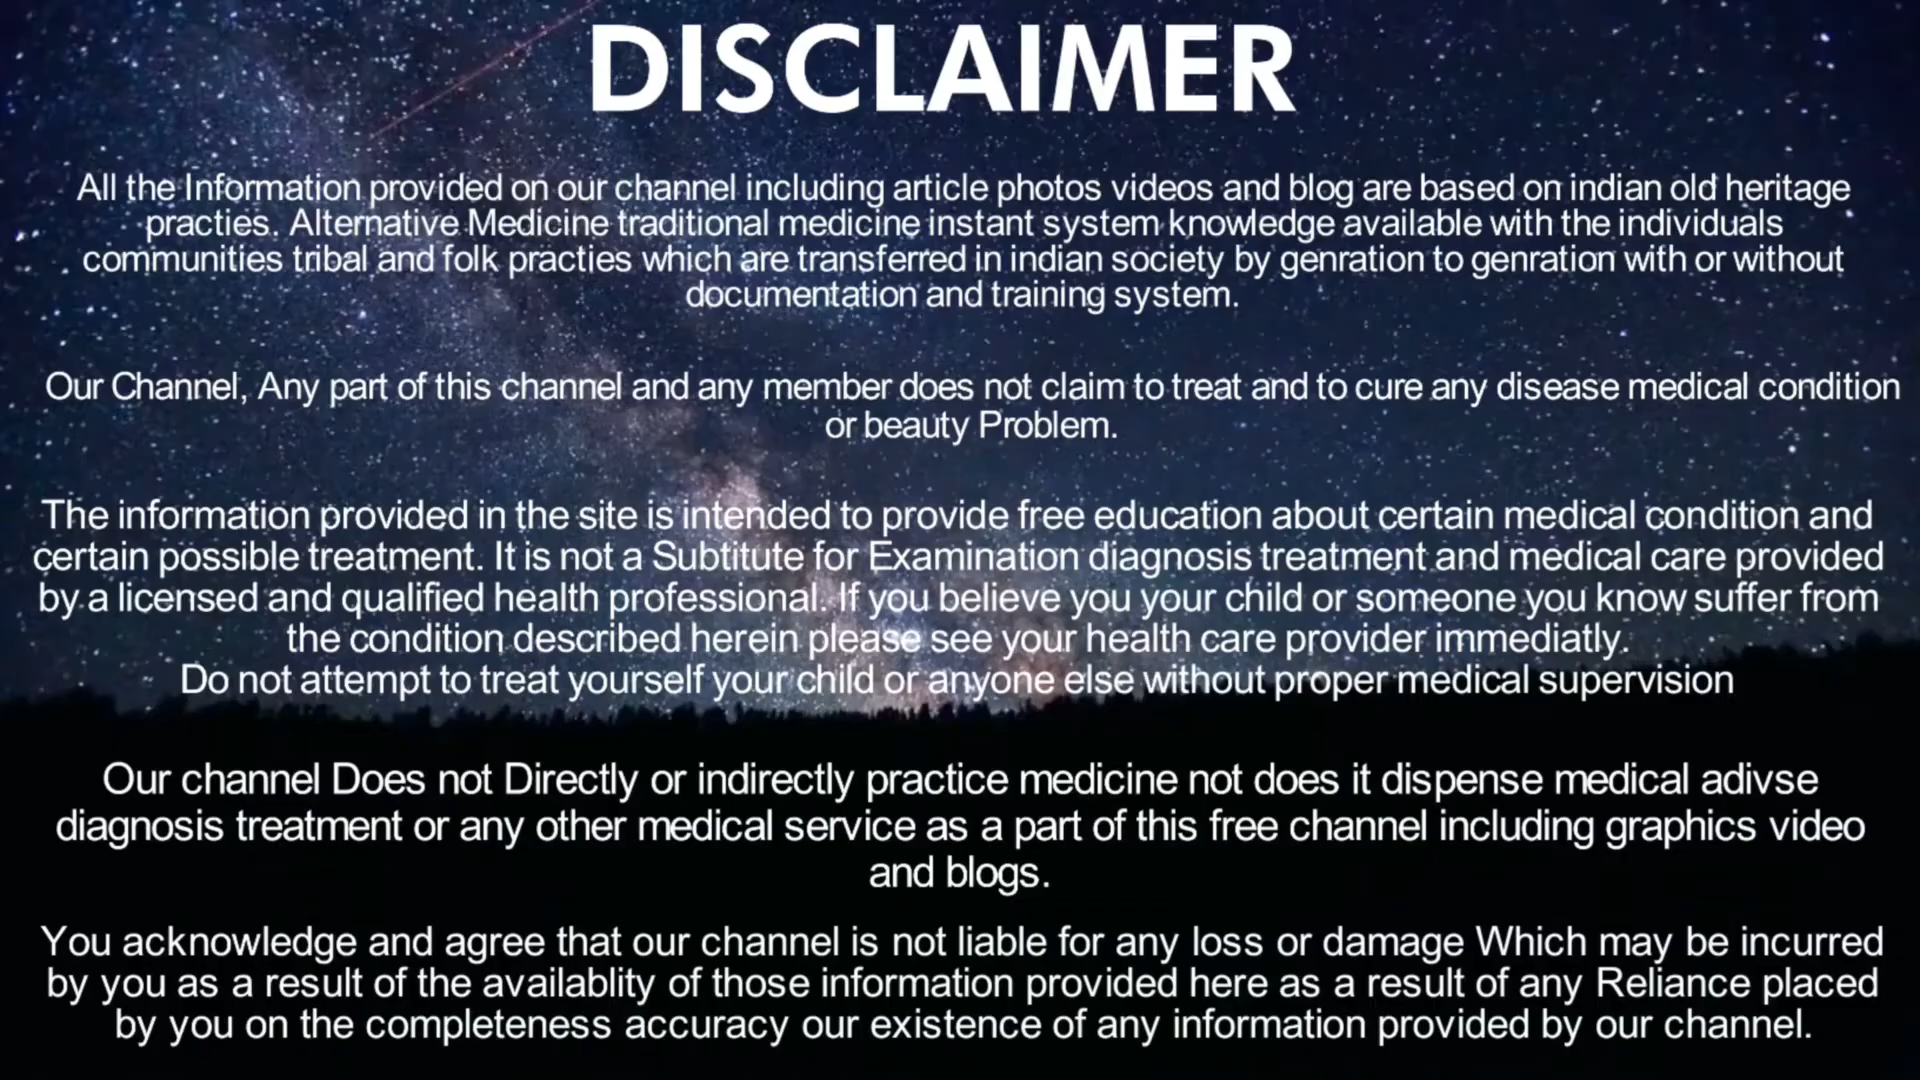 DISCLAIMER
All the Information provided on our channel including article photos videos and blog are based on indian old heritage
practies. Alternative Medicine traditional medicine instant system knowledge available with the individuals
communities tribal and folk practies which are transferred in indian society by genration to genration with or without
documentation and training system.
Our Channel, Any part of this channel and any member does not claim to treat and to cure any disease medical condition
or beauty Problem.
The information provided in the site is intended to provide free education about certain medical condition and
certain possible treatment. It is not a Subtitute for Examination diagnosis treatment and medical care provided
by a licensed and qualified health professional. If you believe you your child or someone you know suffer from
the condition described herein please see your health care provider immediatly.
Do not attempt to treat yourself your child or anyone else without proper medical supervision
Our channel Does not Directly or indirectly practice medicine not does it dispense medical adivse
diagnosis treatment or any other medical service as a part of this free channel including graphics video
and blogs.
You acknowledge and agree that our channel is not liable for any loss or damage Which may be incurred
by you as a result of the availablity of those information provided here as a result of any Reliance placed
by you on the completeness accuracy our existence of any information provided by our channel.